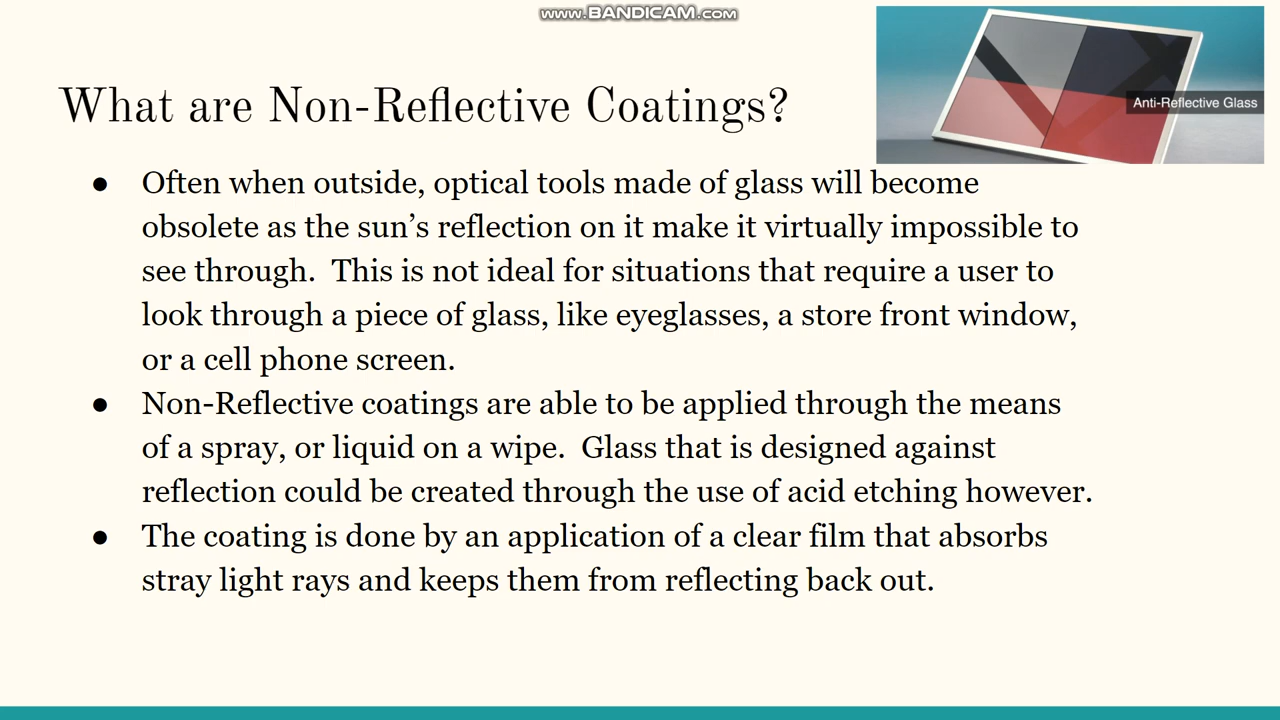 www.BANDICAM.com
Anti-Reflective Glass
What are Non-Reflective Coatings?
● Often when outside, optical tools made of glass will become
obsolete as the sun’s reflection on it make it virtually impossible to
see through.  This is not ideal for situations that require a user to
look through a piece of glass, like eyeglasses, a store front window,
or a cell phone screen.
● Non-Reflective coatings are able to be applied through the means
of a spray, or liquid on a wipe.  Glass that is designed against
reflection could be created through the use of acid etching however.
● The coating is done by an application of a clear film that absorbs
stray light rays and keeps them from reflecting back out.